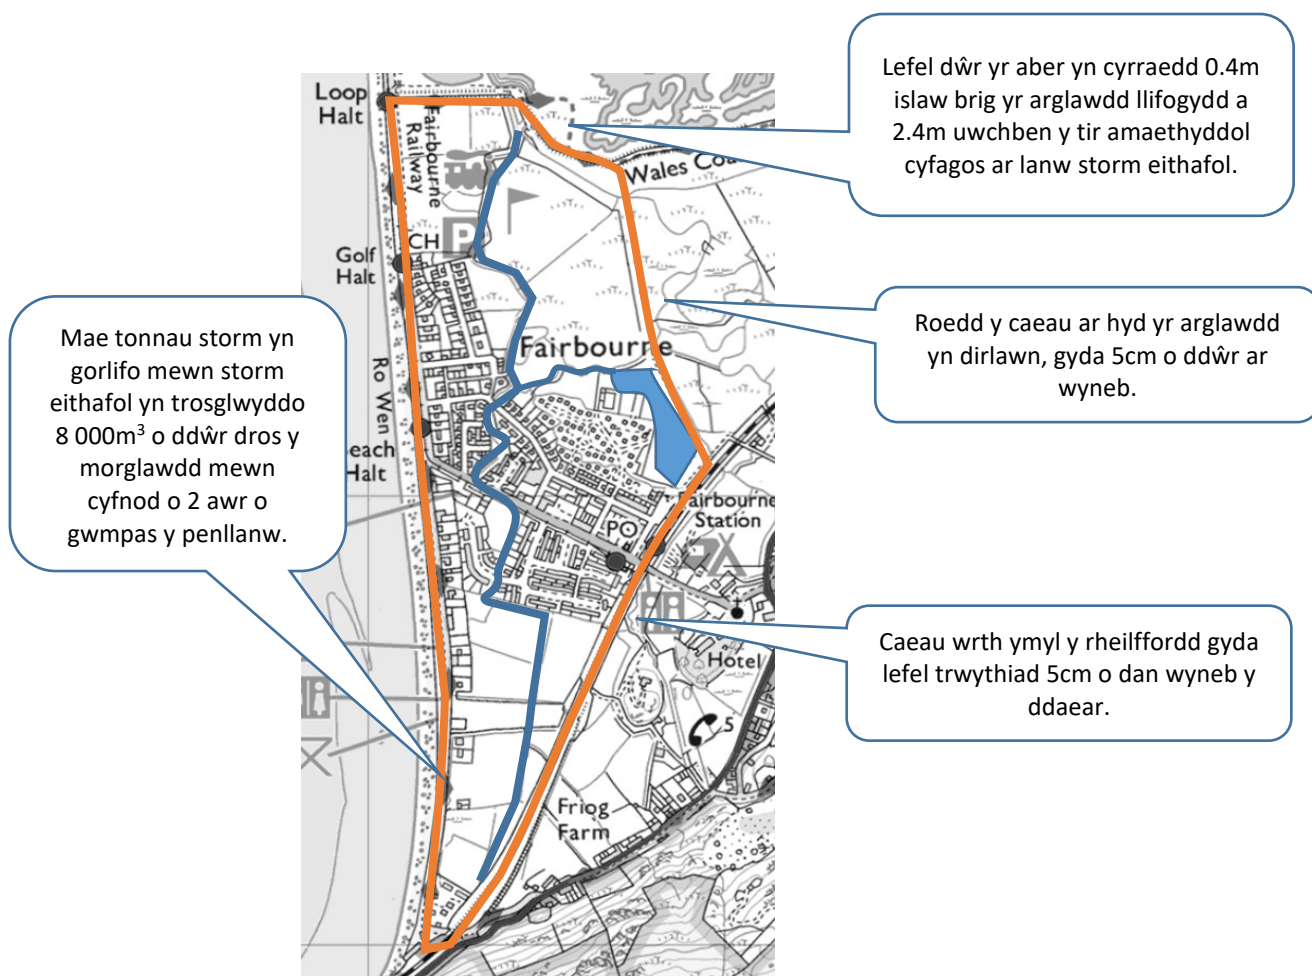 Lefel dŵr yr aber yn cyrraedd 0.4m
islaw brig yr arglawdd llifogydd a
2.4m uwchben y tir amaethyddol
cyfagos ar lanw storm eithafol.
Loop
Halt
Fairbourne
Railway
Wales Coa
CH
P
Golf
Halt
Roedd y caeau ar hyd yr arglawdd
yn dirlawn, gyda 5cm o ddŵr ar
wyneb.
Mae tonnau storm yn
gorlifo mewn storm
eithafol yn trosglwyddo
8 000m³ o ddŵr dros y
morglawdd mewn
cyfnod o 2 awr o
gwmpas y penllanw.
Fairbourne
Ro Wen
Beach
Halt
Fairbourne
Station
PO
Hotel
5
Caeau wrth ymyl y rheilffordd gyda
lefel trwythiad 5cm o dan wyneb y
ddaear.
Friog
Farm